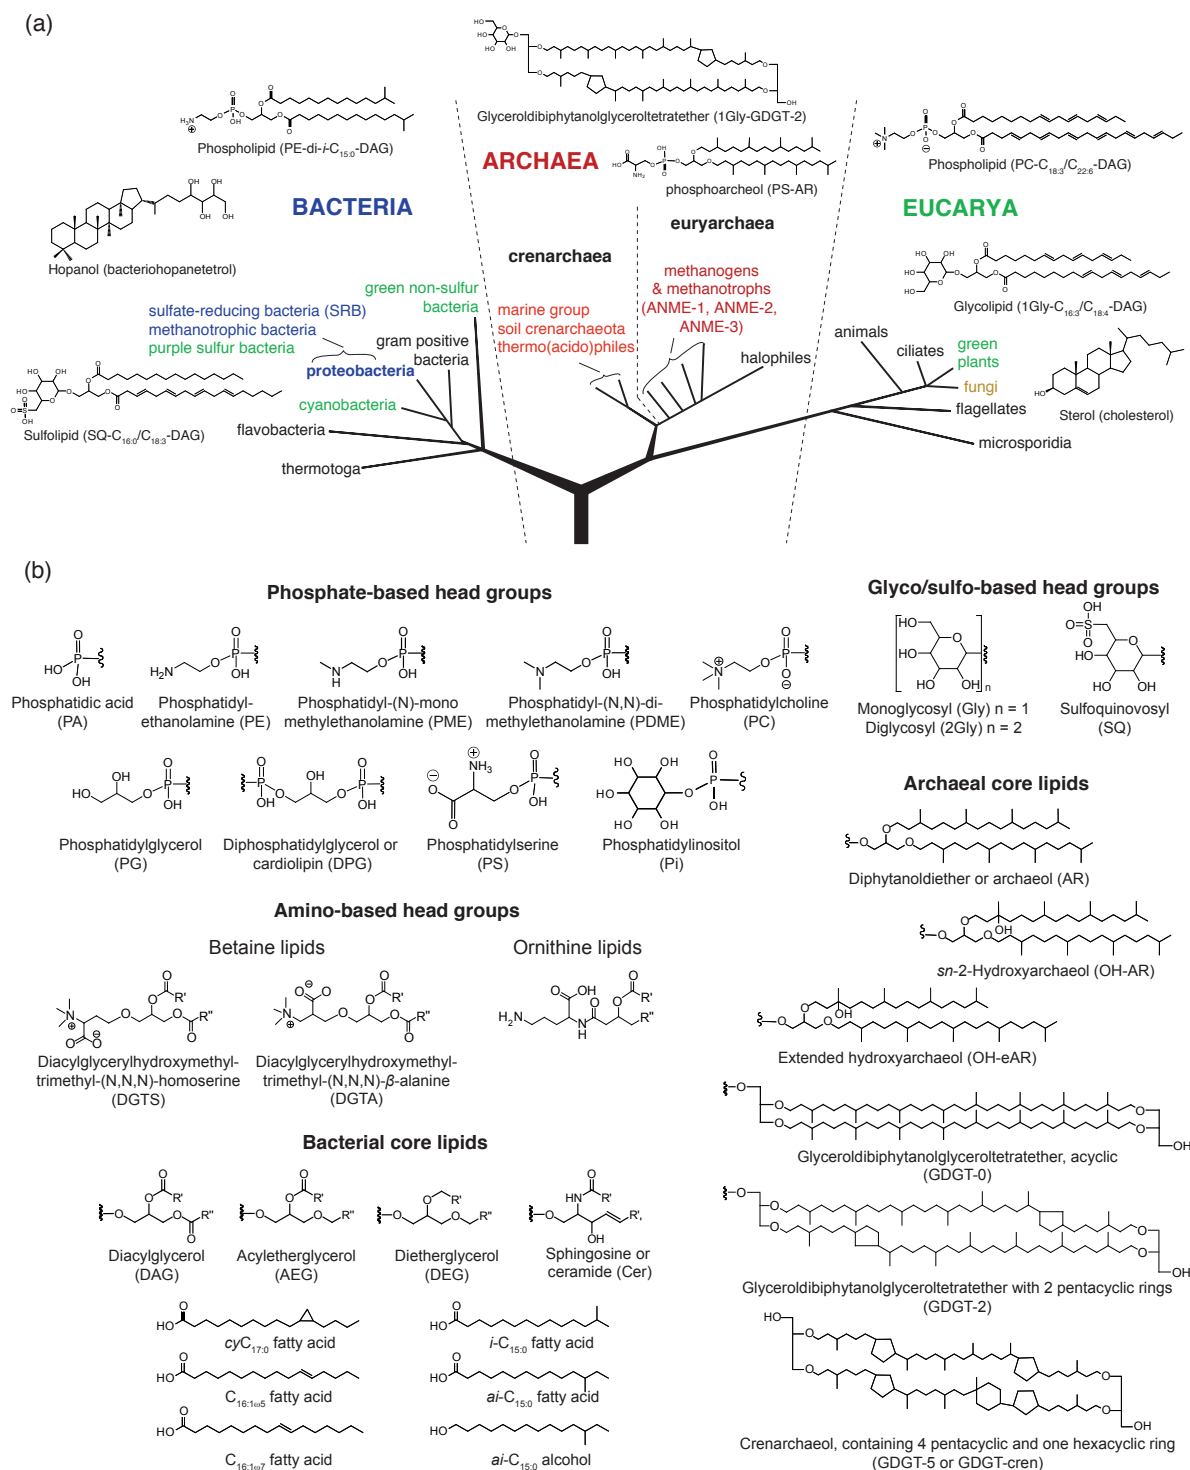 (a)
Glyceroldibiphytanolglyceroltetratether (1Gly-GDGT-2)
Phospholipid (PE-di-i-C15:0-DAG)
ARCHAEA
phosphoarcheol (PS-AR)
Phospholipid (PC-C18:3/C22:6-DAG)
BACTERIA
EUCARYA
euryarchaea
crenarchaea
Hopanol (bacteriohopanetetrol)
green non-sulfur
bacteria
methanogens
& methanotrophs
(ANME-1, ANME-2,
ANME-3)
Glycolipid (1Gly-C16:3/C18:4-DAG)
sulfate-reducing bacteria (SRB)
methanotrophic bacteria
purple sulfur bacteria
marine group
soil crenarchaeota
thermo(acido)philes
gram positive
bacteria
halophiles
animals
ciliates
green
plants
proteobacteria
fungi
cyanobacteria
flagellates
Sterol (cholesterol)
Sulfolipid (SQ-C16:0/C18:3-DAG)
flavobacteria
microsporidia
thermotoga
(b)
Phosphate-based head groups
Glyco/sulfo-based head groups
Phosphatidic acid
(PA)
Phosphatidyl-
ethanolamine (PE)
Phosphatidyl-(N)-mono
methylethanolamine (PME)
Phosphatidyl-(N,N)-di-
methylethanolamine (PDME)
Phosphatidylcholine
(PC)
Monoglycosyl (Gly) n = 1
Diglycosyl (2Gly) n = 2
Sulfoquinovosyl
(SQ)
Phosphatidylglycerol
(PG)
Diphosphatidylglycerol or
cardiolipin (DPG)
Phosphatidylserine
(PS)
Phosphatidylinositol
(Pi)
Archaeal core lipids
Diphytanoldiether or archaeol (AR)
Amino-based head groups
Betaine lipids
Ornithine lipids
sn-2-Hydroxyarchaeol (OH-AR)
Diacylglycerylhydroxymethyl-
trimethyl-(N,N,N)-homoserine
(DGTS)
Diacylglycerylhydroxymethyl-
trimethyl-(N,N,N)-β-alanine
(DGTA)
Extended hydroxyarchaeol (OH-eAR)
Bacterial core lipids
Glyceroldibiphytanolglyceroltetratether, acyclic
(GDGT-0)
Diacylglycerol
(DAG)
Acyletherglycerol
(AEG)
Dietherglycerol
(DEG)
Sphingosine or
ceramide (Cer)
Glyceroldibiphytanolglyceroltetratether with 2 pentacyclic rings
(GDGT-2)
cyC17:0 fatty acid
i-C15:0 fatty acid
C16:1ω5 fatty acid
ai-C15:0 fatty acid
C16:1ω7 fatty acid
ai-C15:0 alcohol
Crenarchaeol, containing 4 pentacyclic and one hexacyclic ring
(GDGT-5 or GDGT-cren)